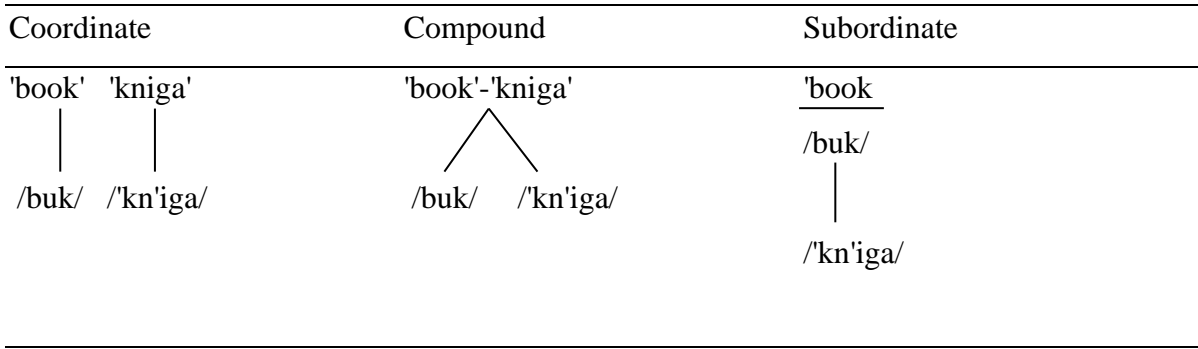 Coordinate Compound Subordinate
'book' 'kniga' 'book'-'kniga' 'book
/buk/
/buk/ /'kn'iga/ /buk/ /'kn'iga/
/'kn'iga/